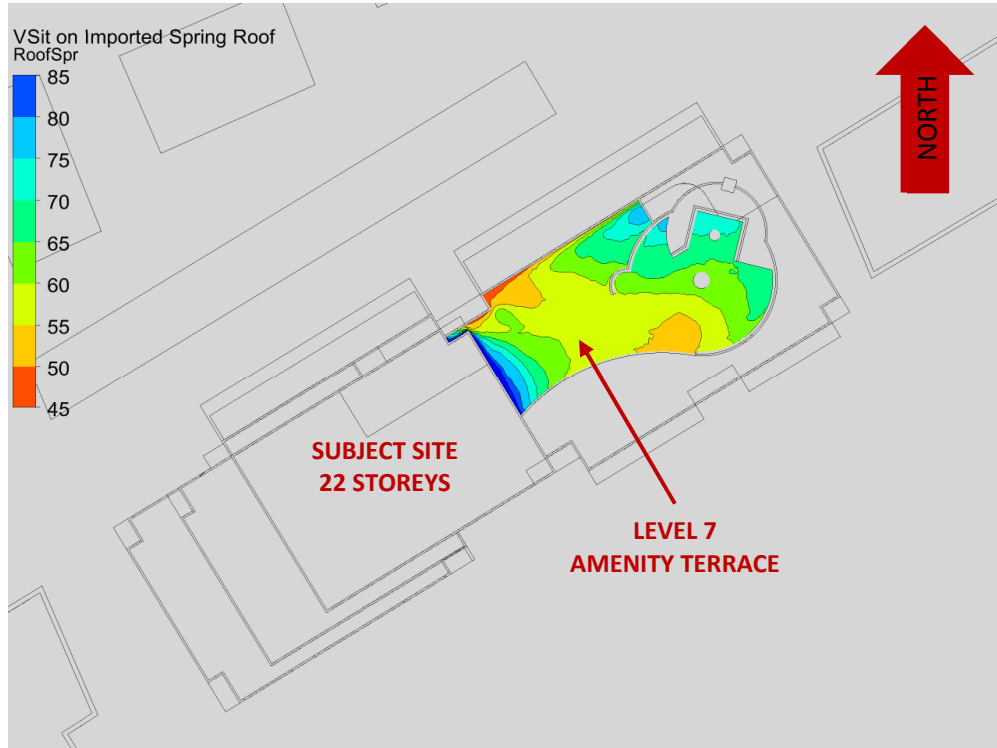 VSit on Imported Spring Roof
RoofSpr
85
80
75
70
65
60
55
50
45
NORTH
SUBJECT SITE
22 STOREYS
LEVEL 7
AMENITY TERRACE